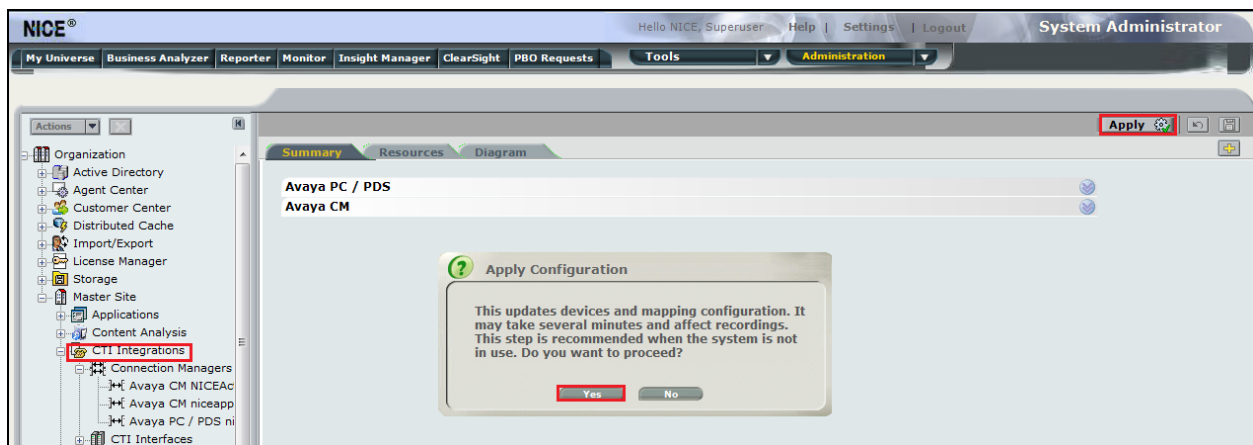 NICE®
Hello NICE, Superuser Help | Settings | Logout
System Administrator
My Universe Business Analyzer Reporter Monitor Insight Manager ClearSight PBO Requests Tools Administration
Actions
Apply
Organization
Active Directory
Agent Center
Customer Center
Distributed Cache
Import/Export
License Manager
Storage
Master Site
Applications
Content Analysis
CTI Integrations
Connection Managers
Avaya CM NICEAc
Avaya CM niceapp
Avaya PC / PDS ni
CTI Interfaces
Summary Resources Diagram
Avaya PC / PDS
Avaya CM
Apply Configuration
This updates devices and mapping configuration. It
may take several minutes and affect recordings.
This step is recommended when the system is not
in use. Do you want to proceed?
Yes No